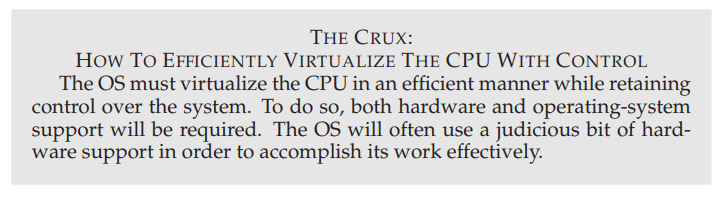 THE CRUX:
HOW TO EFFICIENTLY VIRTUALIZE THE CPU WITH CONTROL
The OS must virtualize the CPU in an efficient manner while retaining
control over the system. To do so, both hardware and operating-system
support will be required. The OS will often use a judicious bit of hard-
ware support in order to accomplish its work effectively.